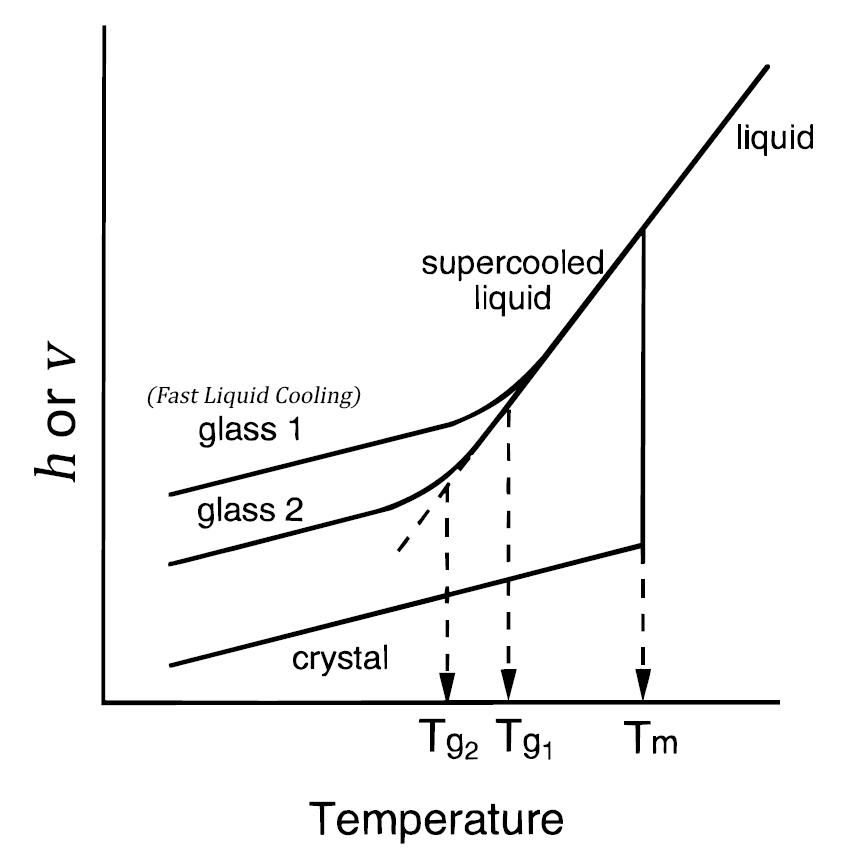 liquid
supercooled
liquid
h or v
(Fast Liquid Cooling)
glass 1
glass 2
crystal
Tg2 Tg1 Tm
Temperature